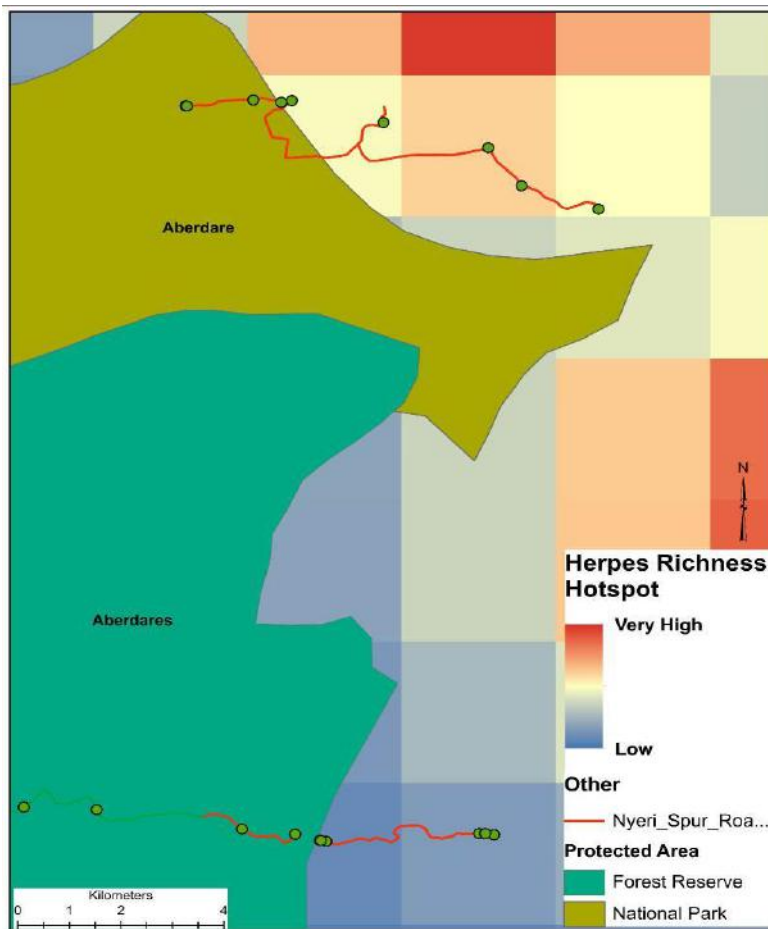 Aberdare
Aberdares
N
Herpes Richness
Hotspot
Very High
Low
Other
Nyeri_Spur_Roa...
Protected Area
Forest Reserve
National Park
Kilometers
0 1 2 4